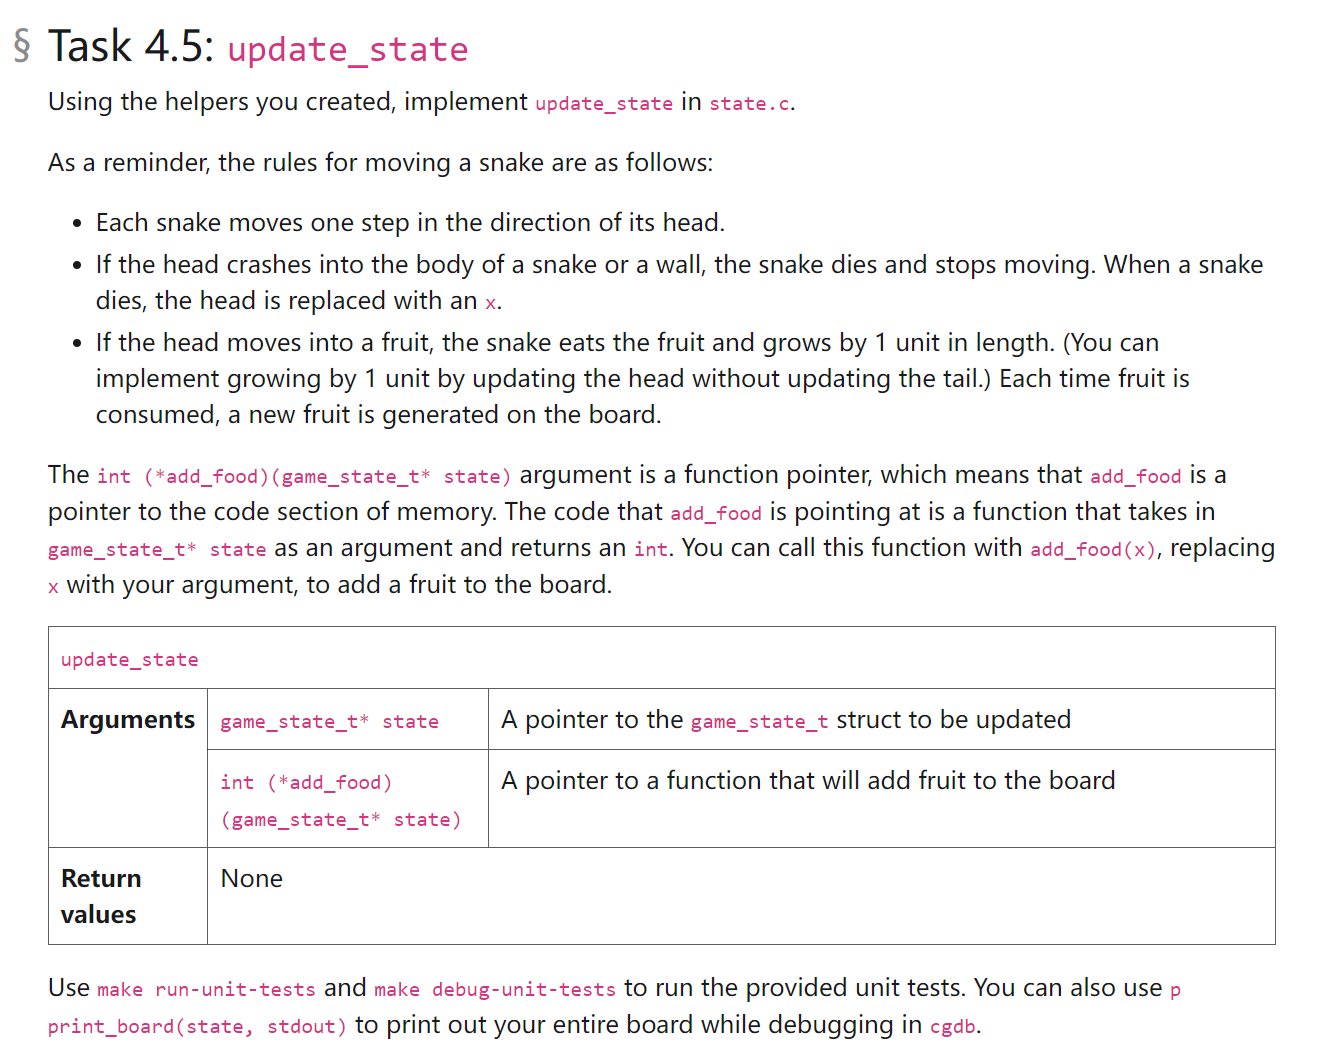 § Task 4.5: update_state
Using the helpers you created, implement update_state in state.c.
As a reminder, the rules for moving a snake are as follows:
• Each snake moves one step in the direction of its head.
• If the head crashes into the body of a snake or a wall, the snake dies and stops moving. When a snake
dies, the head is replaced with an x.
• If the head moves into a fruit, the snake eats the fruit and grows by 1 unit in length. (You can
implement growing by 1 unit by updating the head without updating the tail.) Each time fruit is
consumed, a new fruit is generated on the board.
The int (*add_food)(game_state_t* state) argument is a function pointer, which means that add_food is a
pointer to the code section of memory. The code that add_food is pointing at is a function that takes in
game_state_t* state as an argument and returns an int. You can call this function with add_food(x), replacing
x with your argument, to add a fruit to the board.
update_state
Arguments game_state_t* state A pointer to the game_state_t struct to be updated
int (*add_food) A pointer to a function that will add fruit to the board
(game_state_t* state)
Return None
values
Use make run-unit-tests and make debug-unit-tests to run the provided unit tests. You can also use p
print_board(state, stdout) to print out your entire board while debugging in cgdb.